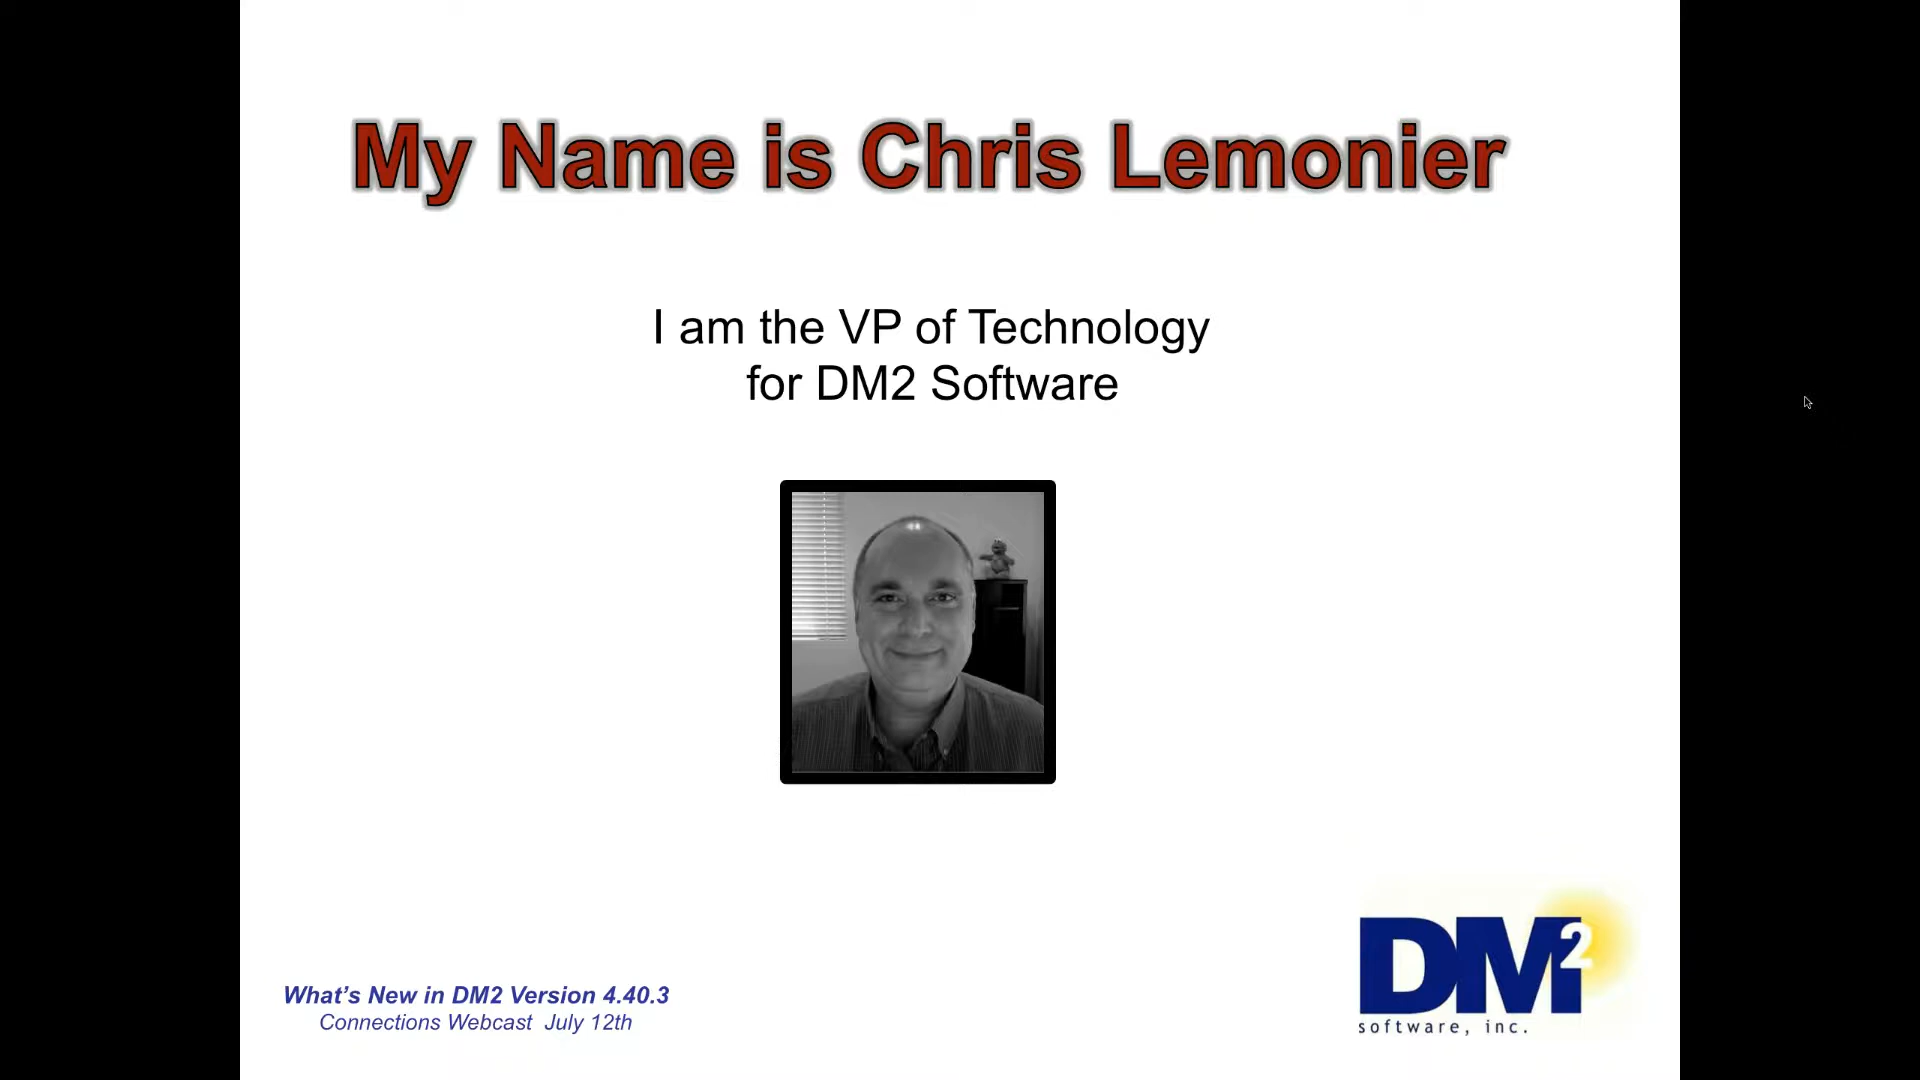 My Name is Chris Lemonier
I am the VP of Technology
for DM2 Software
What’s New in DM2 Version 4.40.3
Connections Webcast July 12th
DM2
software, inc.